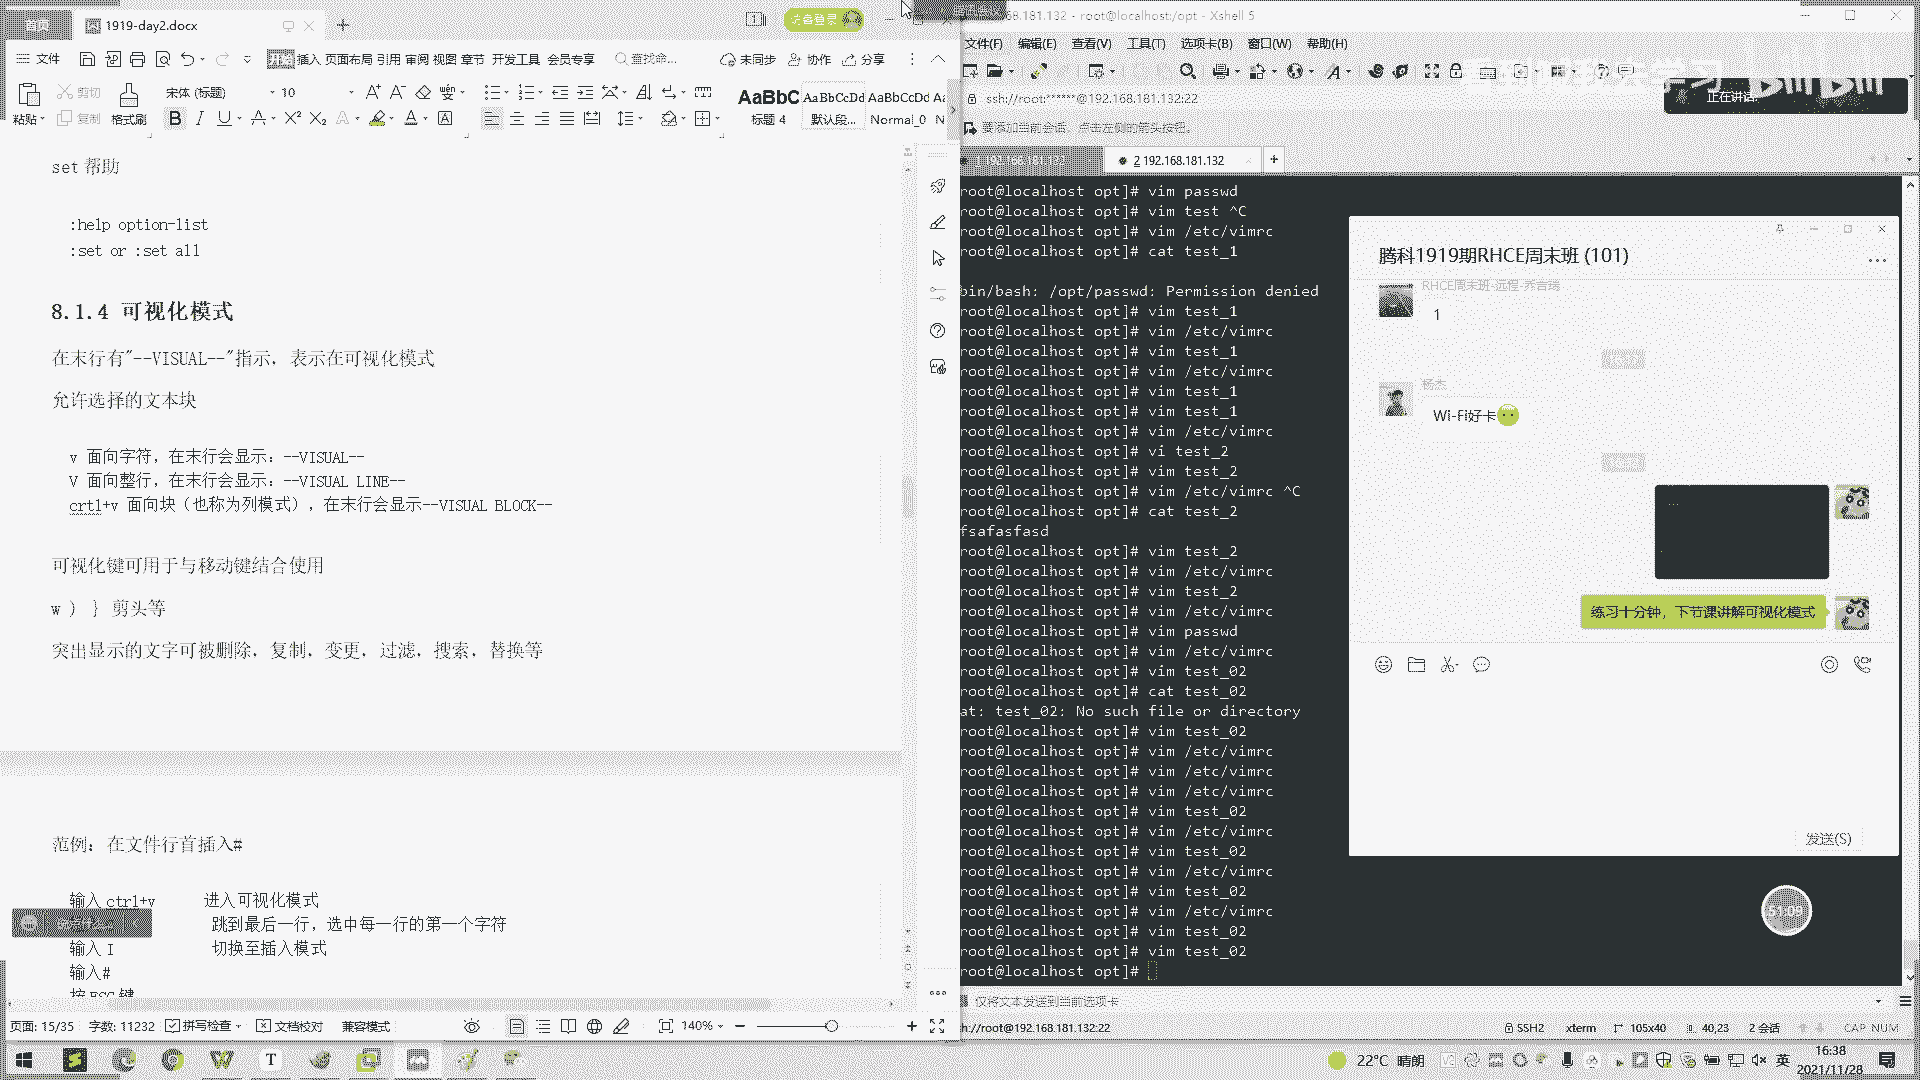 首页
1919-day2.docx
访客登录
文件
开始 插入 页面布局 引用 审阅 视图 章节 开发工具 会员专享
查找命...
未同步
协作
分享
粘贴
剪切
复制
格式刷
宋体 (标题)
10
AaBbC
AaBbCcDd
AaBbCcDd
标题 4
默认段...
Normal_0
set 帮助
:help option-list
:set or :set all
8.1.4 可视化模式
在末行有"--VISUAL--"指示，表示在可视化模式
允许选择的文本块
v 面向字符，在末行会显示：--VISUAL--
V 面向整行，在末行会显示：--VISUAL LINE--
crtl+v 面向块（也称为列模式），在末行会显示--VISUAL BLOCK--
可视化键可用于与移动键结合使用
w ) } 剪头等
突出显示的文字可被删除，复制，变更，过滤，搜索，替换等
范例：在文件行首插入#
输入 ctrl+v 进入可视化模式
跳到最后一行，选中每一行的第一个字符
输入 I 切换至插入模式
输入#
按 ESC 键
页面: 15/35
字数: 11232
拼写检查
文档校对
兼容模式
140%
192.168.181.132 - root@localhost:/opt - Xshell 5
文件(F) 编辑(E) 查看(V) 工具(T) 选项卡(B) 窗口(W) 帮助(H)
ssh://root:******@192.168.181.132:22
要添加当前会话，点击左侧的箭头按钮。
正在讲话:
1 192.168.181.132
2 192.168.181.132
root@localhost opt]# vim passwd
root@localhost opt]# vim test ^C
root@localhost opt]# vim /etc/vimrc
root@localhost opt]# cat test_1
bin/bash: /opt/passwd: Permission denied
root@localhost opt]# vim test_1
root@localhost opt]# vim /etc/vimrc
root@localhost opt]# vim test_1
root@localhost opt]# vim /etc/vimrc
root@localhost opt]# vim test_1
root@localhost opt]# vim test_1
root@localhost opt]# vim /etc/vimrc
root@localhost opt]# vi test_2
root@localhost opt]# vim test_2
root@localhost opt]# vim /etc/vimrc ^C
root@localhost opt]# cat test_2
fsafasfasd
root@localhost opt]# vim test_2
root@localhost opt]# vim /etc/vimrc
root@localhost opt]# vim test_2
root@localhost opt]# vim /etc/vimrc
root@localhost opt]# vim passwd
root@localhost opt]# vim /etc/vimrc
root@localhost opt]# vim test_02
root@localhost opt]# cat test_02
at: test_02: No such file or directory
root@localhost opt]# vim test_02
root@localhost opt]# vim /etc/vimrc
root@localhost opt]# vim /etc/vimrc
root@localhost opt]# vim /etc/vimrc
root@localhost opt]# vim test_02
root@localhost opt]# vim /etc/vimrc
root@localhost opt]# vim test_02
root@localhost opt]# vim /etc/vimrc
root@localhost opt]# vim test_02
root@localhost opt]# vim /etc/vimrc
root@localhost opt]# vim test_02
root@localhost opt]# vim test_02
root@localhost opt]#
腾科1919期RHCE周末班 (101)
RHCE周末班-远程-乔吉瑞
1
杨杰
Wi-Fi好卡
练习十分钟，下节课讲解可视化模式
发送(S)
51:09
仅将文本发送到当前选项卡
h://root@192.168.181.132:22
SSH2
xterm
105x40
40,23
2 会话
CAP NUM
22°C 晴朗
英
16:38
2021/11/28